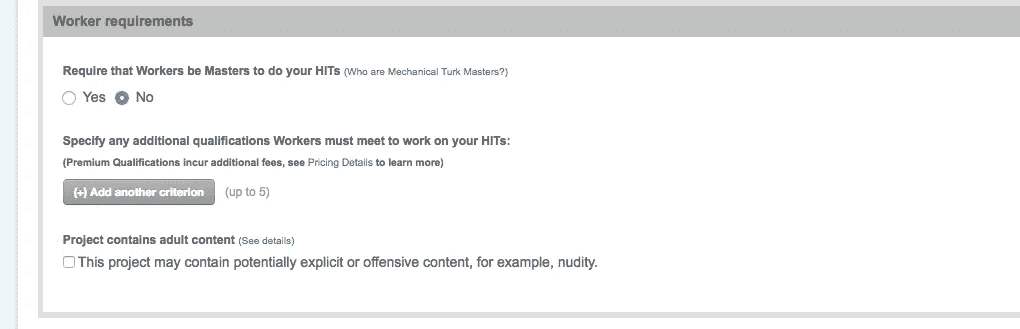 Worker requirements
Require that Workers be Masters to do your HITs (Who are Mechanical Turk Masters?)
Yes No
Specify any additional qualifications Workers must meet to work on your HITs:
(Premium Qualifications incur additional fees, see Pricing Details to learn more)
(+) Add another criterion (up to 5)
Project contains adult content (See details)
This project may contain potentially explicit or offensive content, for example, nudity.